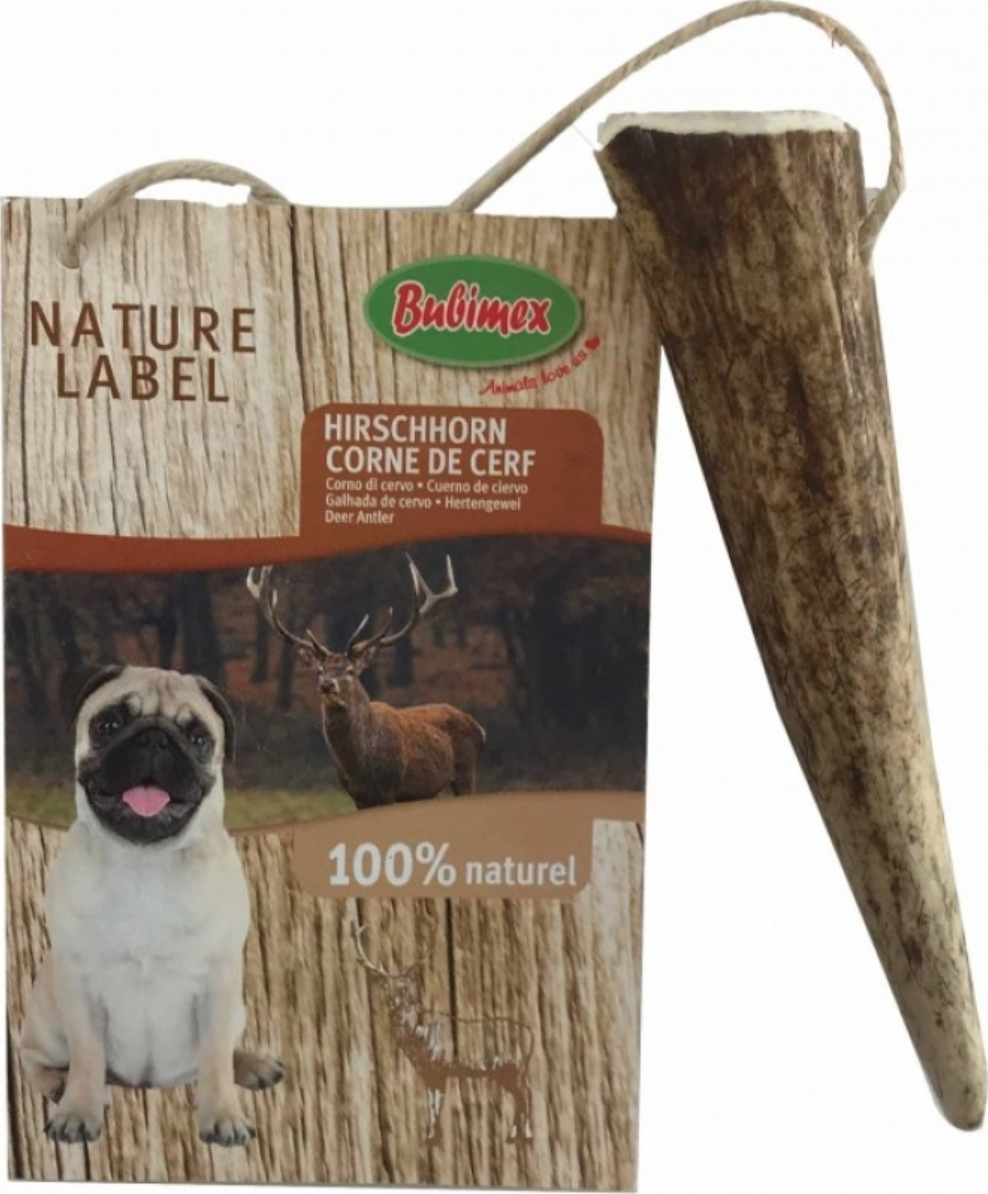 NATURE
LABEL
Bubimex
Animals love us
HIRSCHHORN
CORNE DE CERF
Corno di cervo • Cuerno de ciervo
Galhada de cervo • Hertengewei
Deer Antler
100% naturel